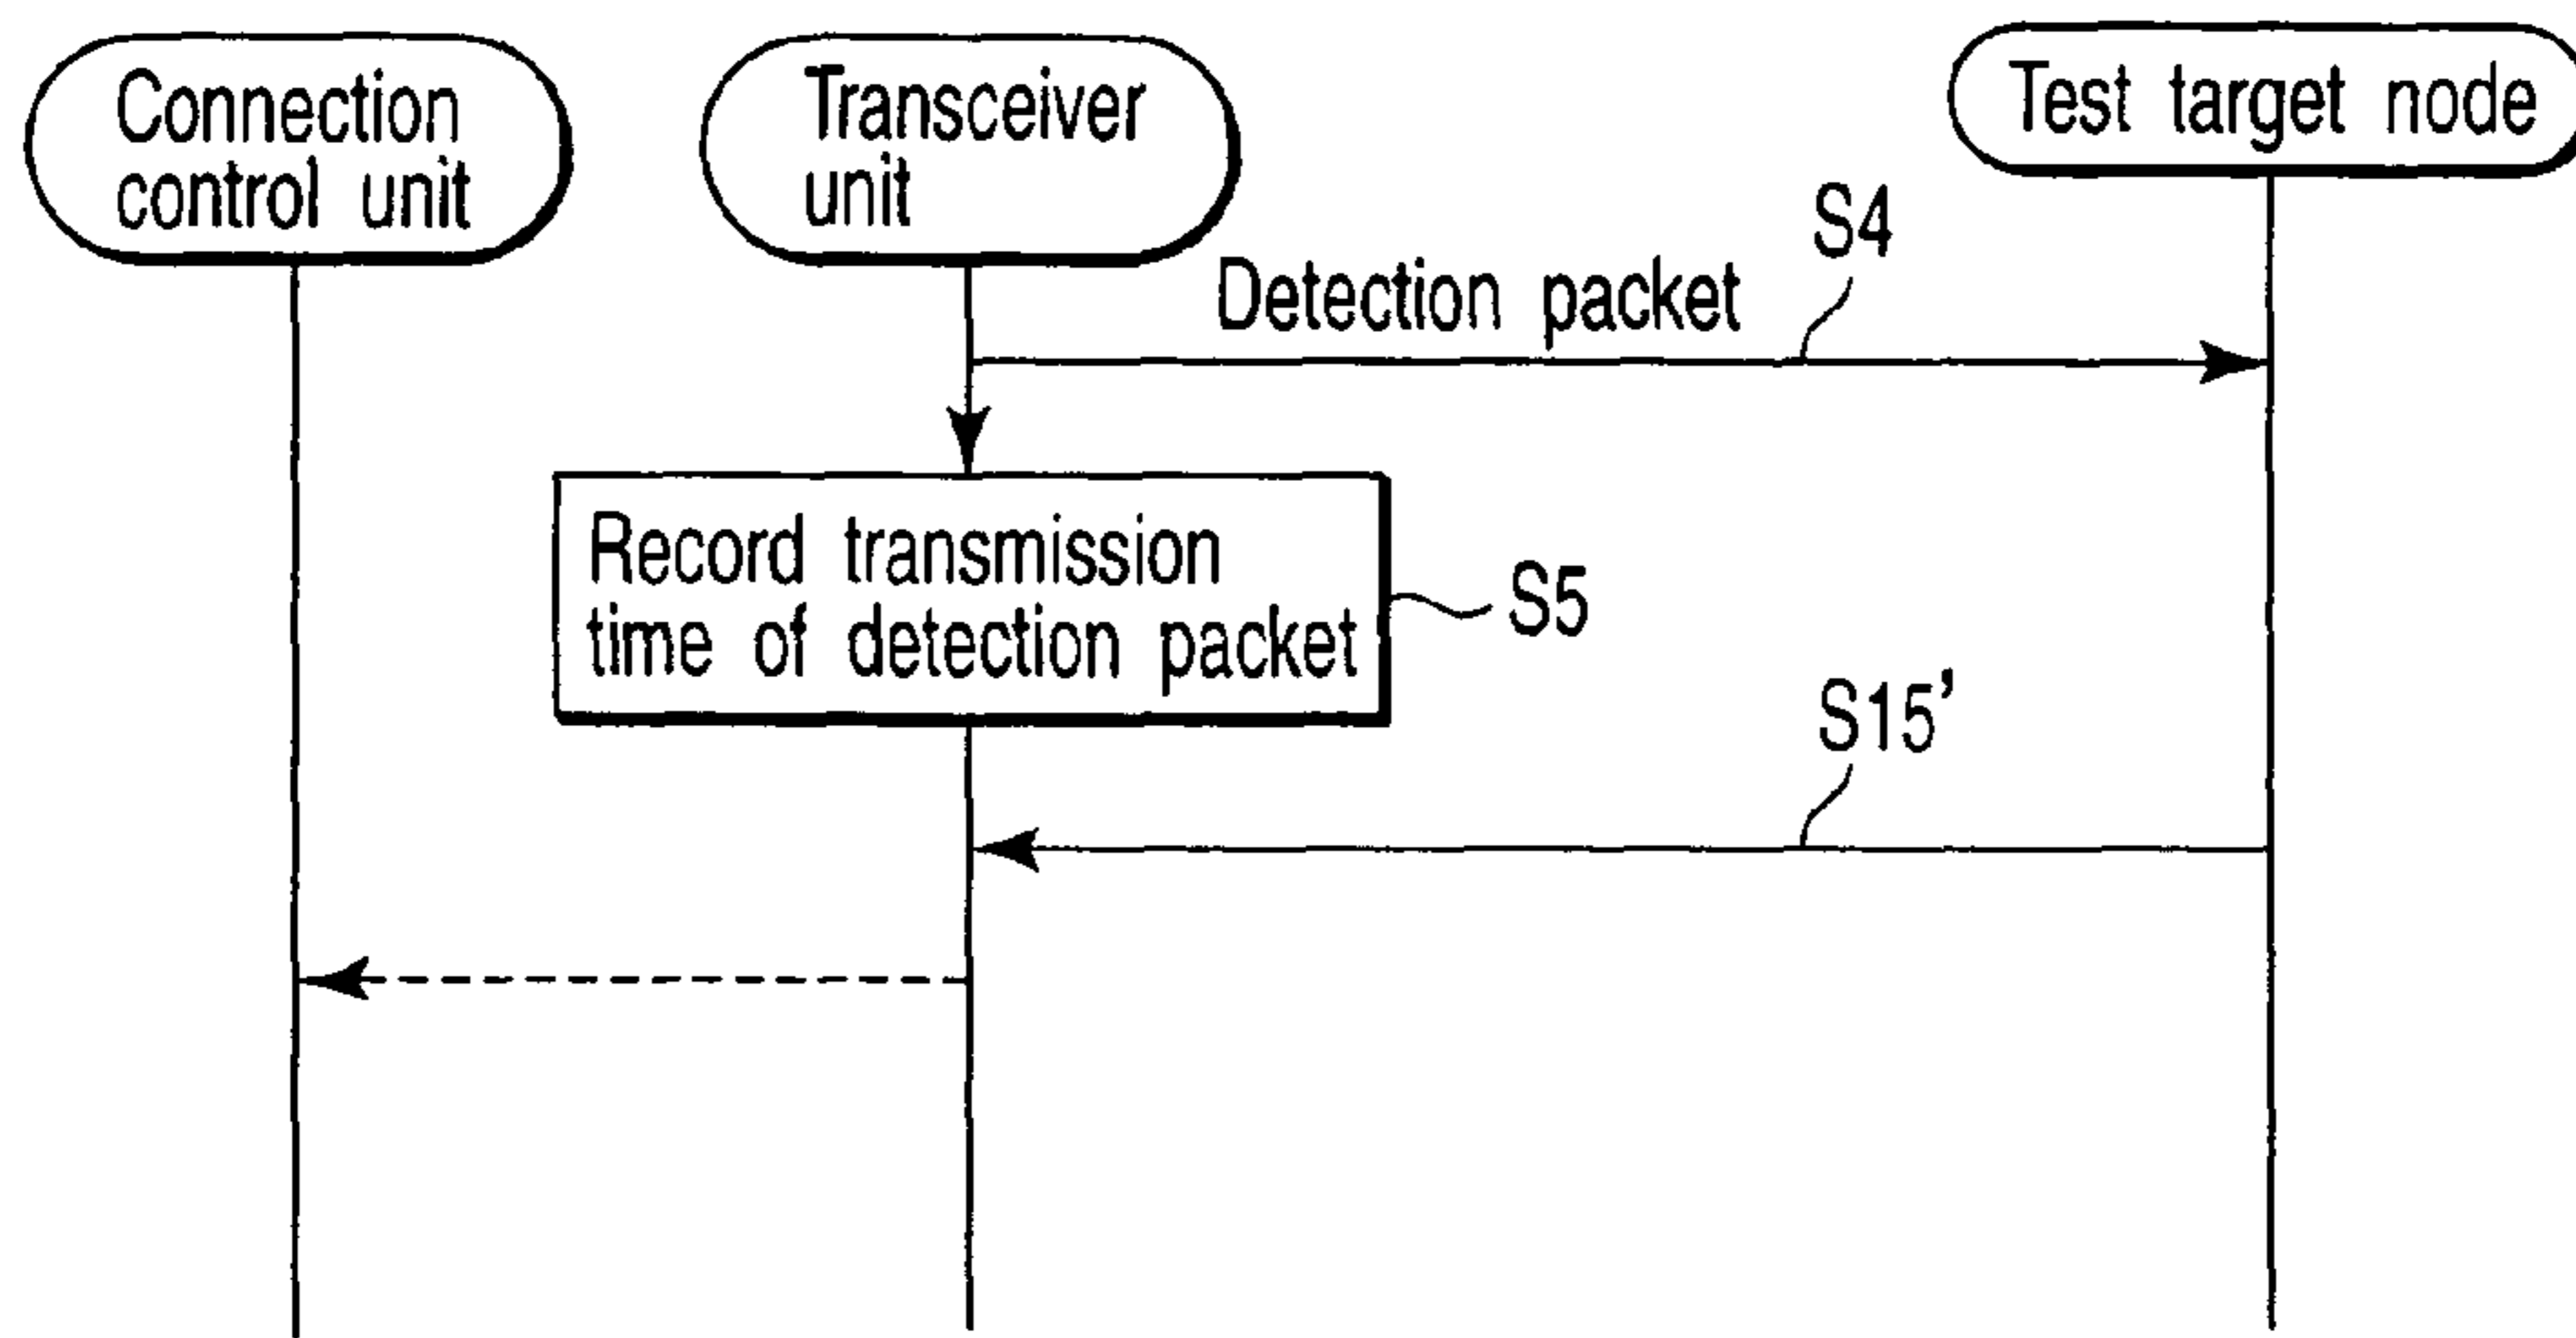 Connection
control unit
Transceiver
unit
Test target node
S4
Detection packet
Record transmission
time of detection packet
S5
S15’